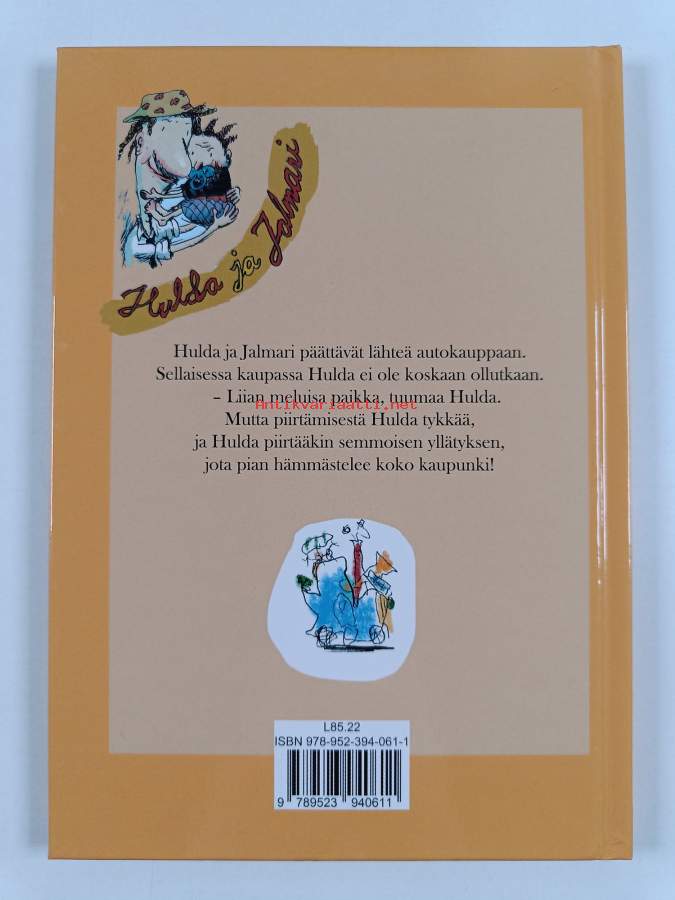 Hulda ja Jalmari
Hulda ja Jalmari päättävät lähteä autokauppaan.
Sellaisessa kaupassa Hulda ei ole koskaan ollutkaan.
– Liian meluisa paikka, tuumaa Hulda.
Antikvariaatti.net
Mutta piirtämisestä Hulda tykkää,
ja Hulda piirtääkin semmoisen yllätyksen,
jota pian hämmästelee koko kaupunki!
L85.22
ISBN 978-952-394-061-1
9 789523 940611